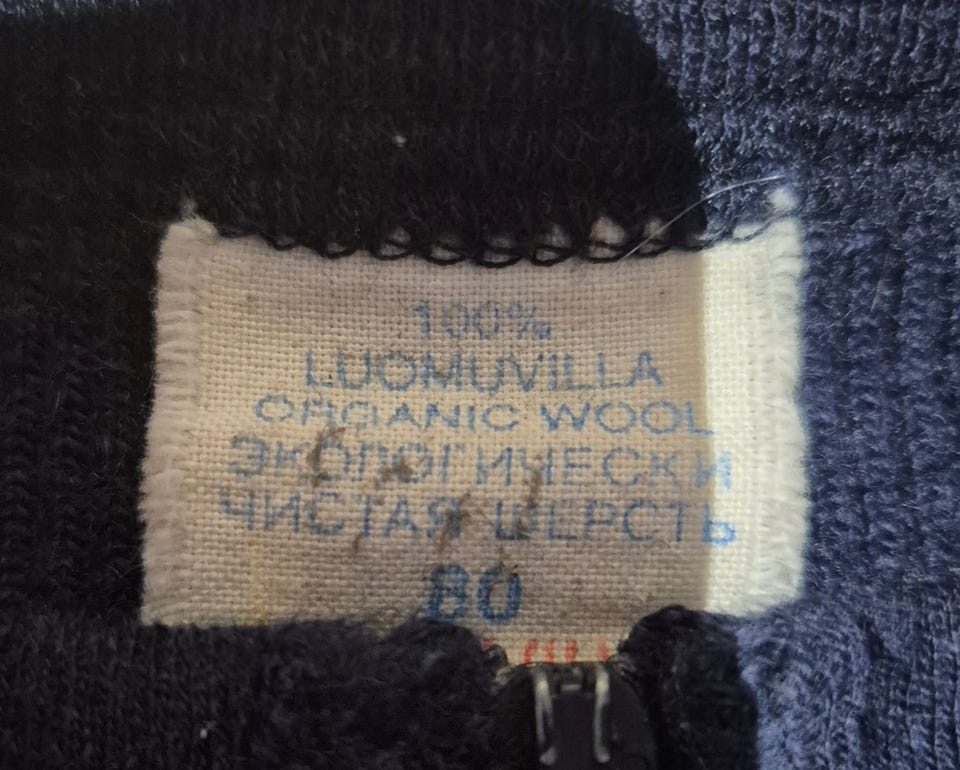 100%
LUOMUVILLA
ORGANIC WOOL
ЭКОЛОГИЧЕСКИ
ЧИСТАЯ ШЕРСТЬ
80